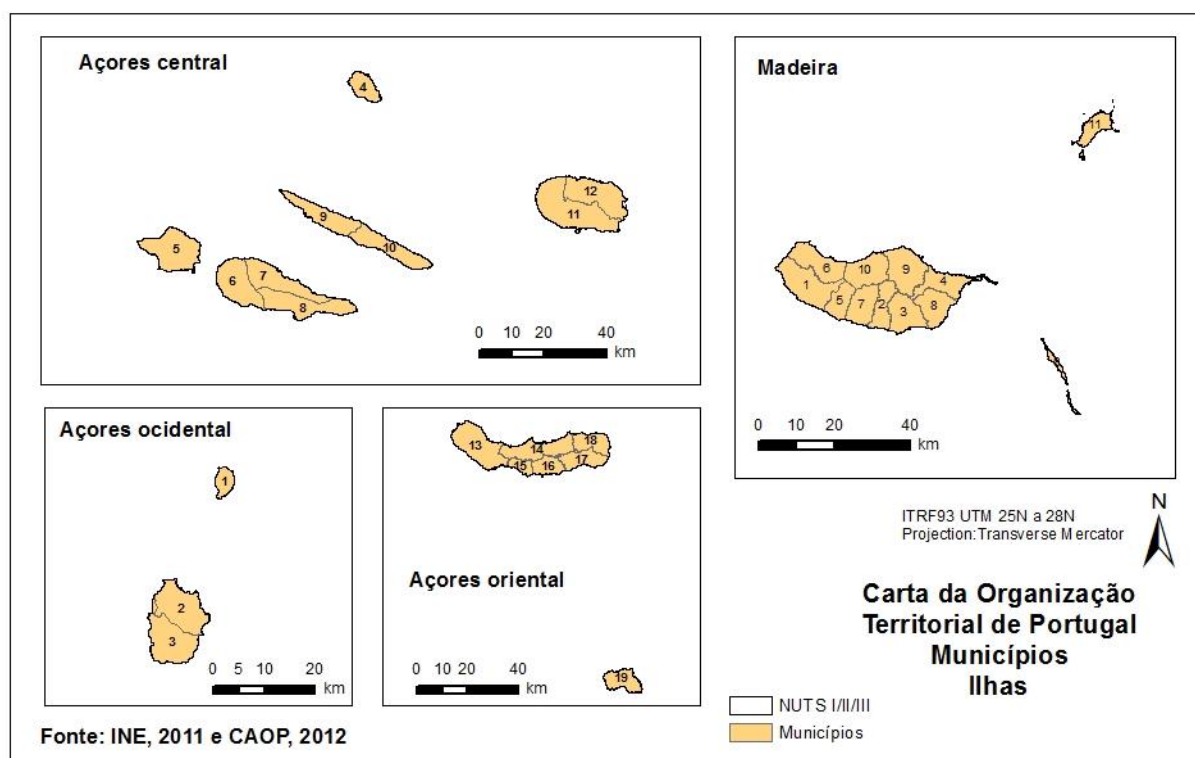 Açores central
4
12
11
9
10
5
7
6
8
0 10 20 40
km
Madeira
11
6
10
9
4
1
5
7
2
3
8
0 10 20 40
km
Açores ocidental
1
2
3
0 5 10 20
km
13
14
18
15
16
17
Açores oriental
0 10 20 40
km
19
N
ITRF93 UTM 25N a 28N
Projection:Transverse Mercator
Carta da Organização
Territorial de Portugal
Municípios
Ilhas
NUTS I/II/III
Municípios
Fonte: INE, 2011 e CAOP, 2012